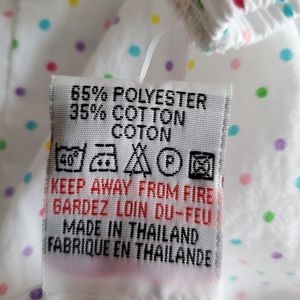 65% POLYESTER
35% COTTON
COTON
40° P
KEEP AWAY FROM FIRE
GARDEZ LOIN DU-FEU
MADE IN THAILAND
FABRIQUE EN THAILANDE